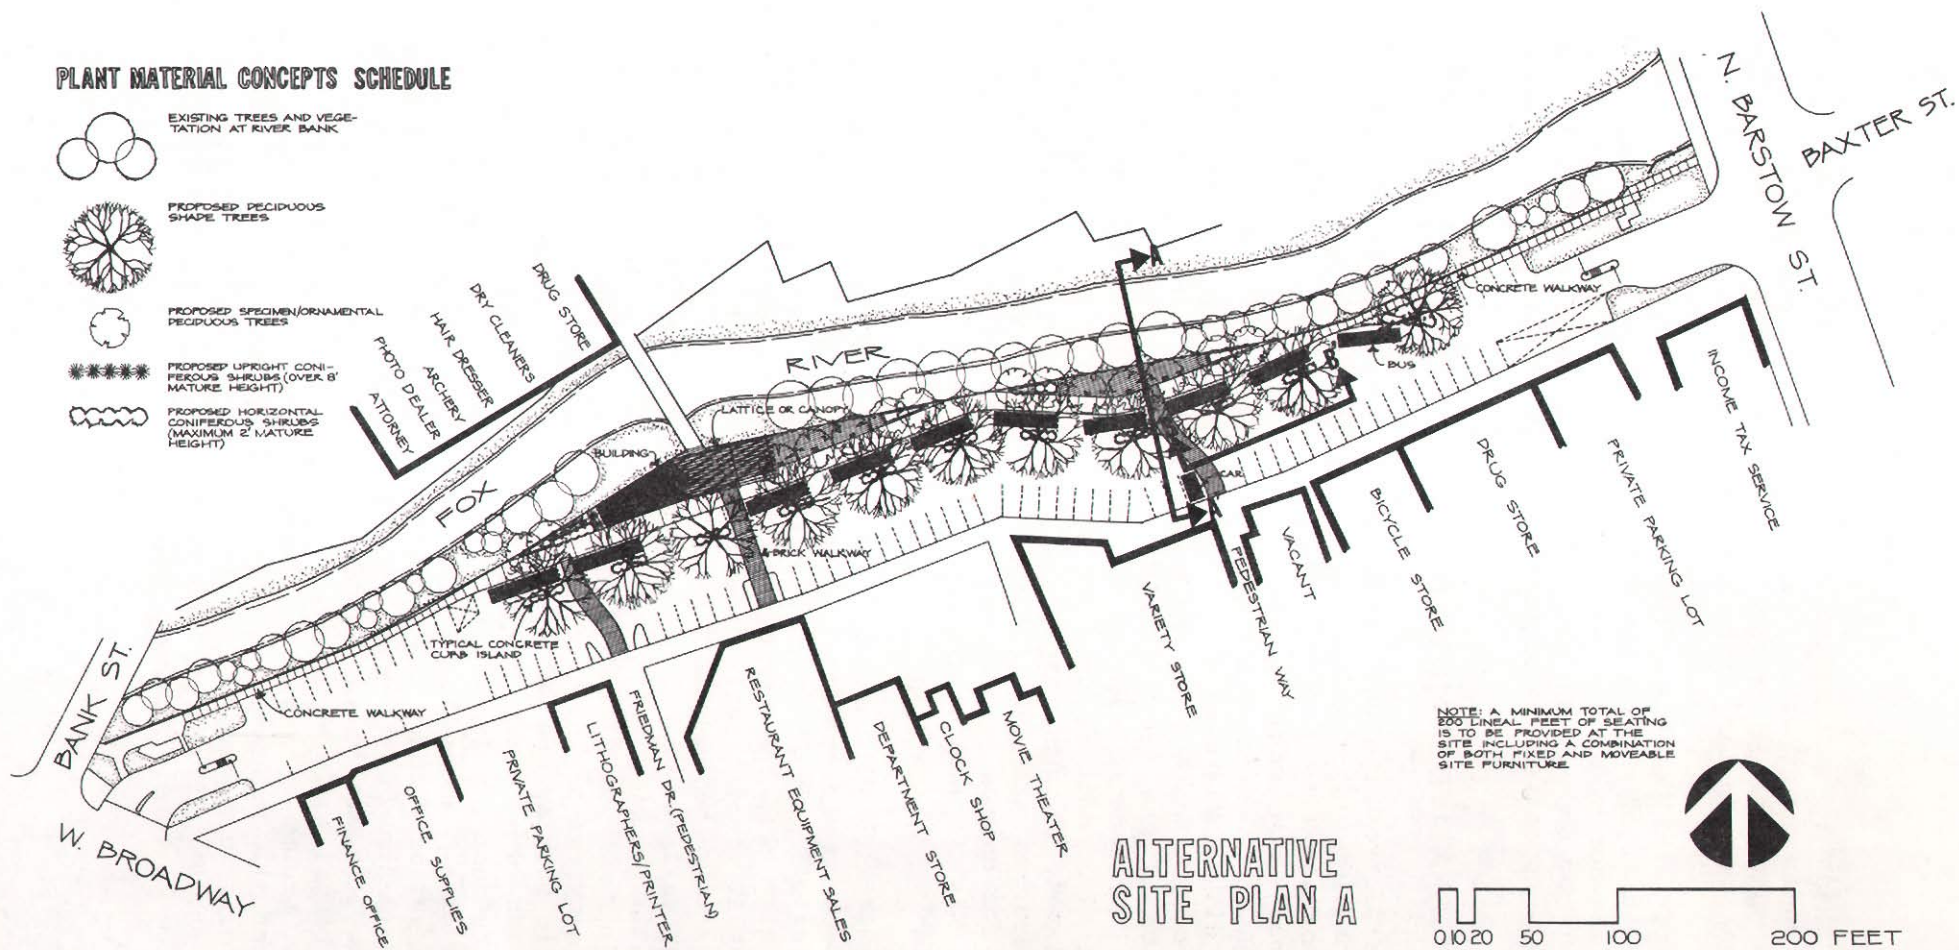 PLANT MATERIAL CONCEPTS SCHEDULE
EXISTING TREES AND VEGE-
TATION AT RIVER BANK
PROPOSED DECIDUOUS
SHADE TREES
PROPOSED SPECIMEN/ORNAMENTAL
DECIDUOUS TREES
PROPOSED UPRIGHT CONI-
FEROUS SHRUBS (OVER 8'
MATURE HEIGHT)
PROPOSED HORIZONTAL
CONIFEROUS SHRUBS
(MAXIMUM 2' MATURE
HEIGHT)
N. BARSTOW ST.
BAXTER ST.
DRUG STORE
DRY CLEANERS
HAIR DRESSER
ARCHERY
PHOTO DEALER
ATTORNEY
FOX
RIVER
A
CONCRETE WALKWAY
BUS
B
LATTICE OR CANOPY
BUILDING
CAR
BRICK WALKWAY
TYPICAL CONCRETE
CURB ISLAND
CONCRETE WALKWAY
BANK ST.
W. BROADWAY
FINANCE OFFICE
OFFICE SUPPLIES
PRIVATE PARKING LOT
LITHOGRAPHERS/PRINTER
FRIEDMAN DR. (PEDESTRIAN)
RESTAURANT EQUIPMENT SALES
DEPARTMENT STORE
CLOCK SHOP
MOVIE THEATER
VARIETY STORE
PEDESTRIAN WAY
VACANT
BICYCLE STORE
DRUG STORE
PRIVATE PARKING LOT
INCOME TAX SERVICE
NOTE: A MINIMUM TOTAL OF
200 LINEAL FEET OF SEATING
IS TO BE PROVIDED AT THE
SITE INCLUDING A COMBINATION
OF BOTH FIXED AND MOVEABLE
SITE FURNITURE
ALTERNATIVE
SITE PLAN A
0 10 20 50 100 200 FEET